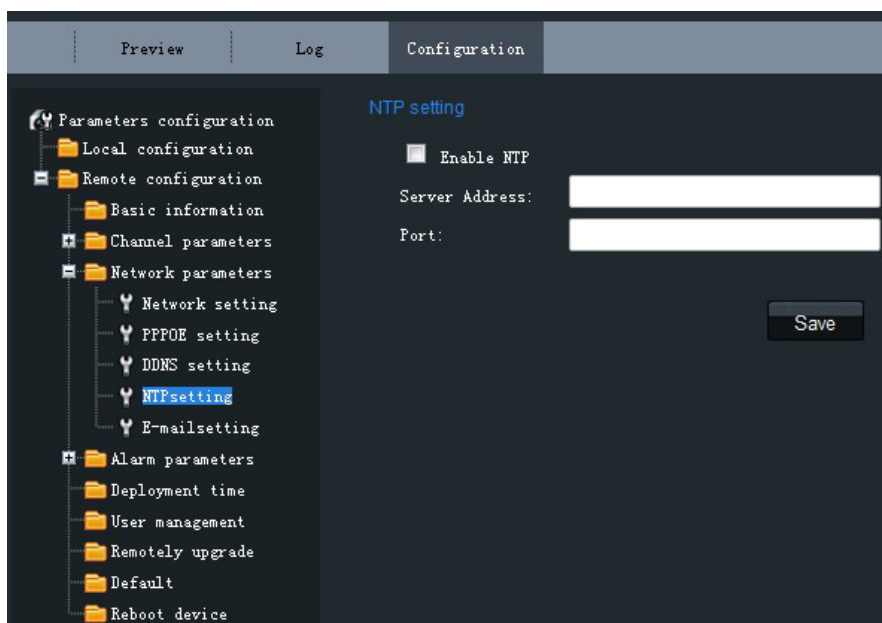 Preview Log Configuration
Parameters configuration
Local configuration
Remote configuration
Basic information
Channel parameters
Network parameters
Network setting
PPPOE setting
DDNS setting
NTPsetting
E-mailsetting
Alarm parameters
Deployment time
User management
Remotely upgrade
Default
Reboot device
NTP setting
Enable NTP
Server Address:
Port:
Save